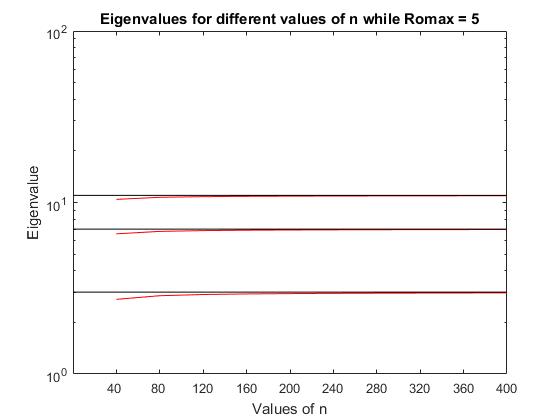 Eigenvalues for different values of n while Romax = 5
10^2
10^1
10^0
Eigenvalue
40 80 120 160 200 240 280 320 360 400
Values of n